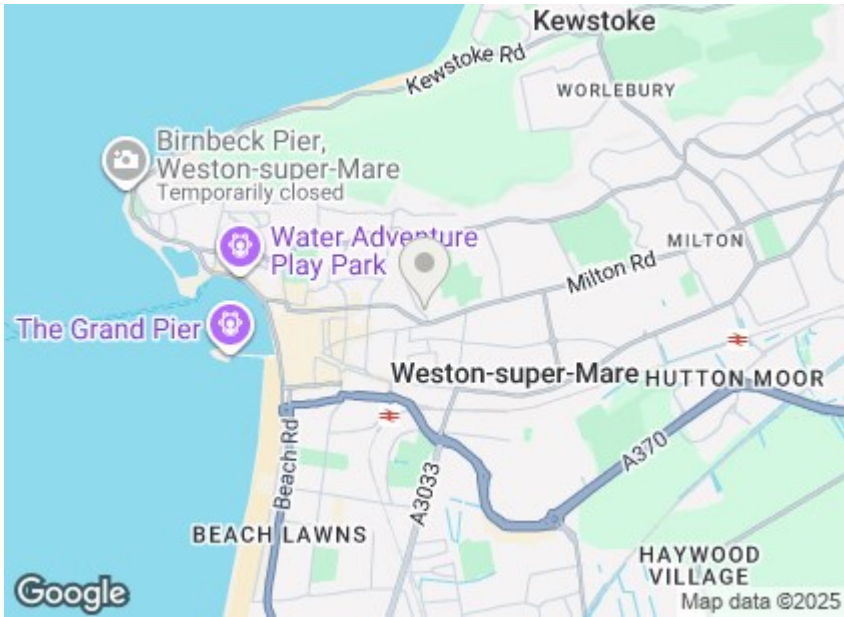 Kewstoke
Kewstoke Rd
WORLEBURY
Birnbeck Pier,
Weston-super-Mare
Temporarily closed
Water Adventure
Play Park
MILTON
Milton Rd
The Grand Pier
Weston-super-Mare
HUTTON MOOR
Beach Rd
A370
A3033
BEACH LAWNS
HAYWOOD
VILLAGE
Google
Map data ©2025